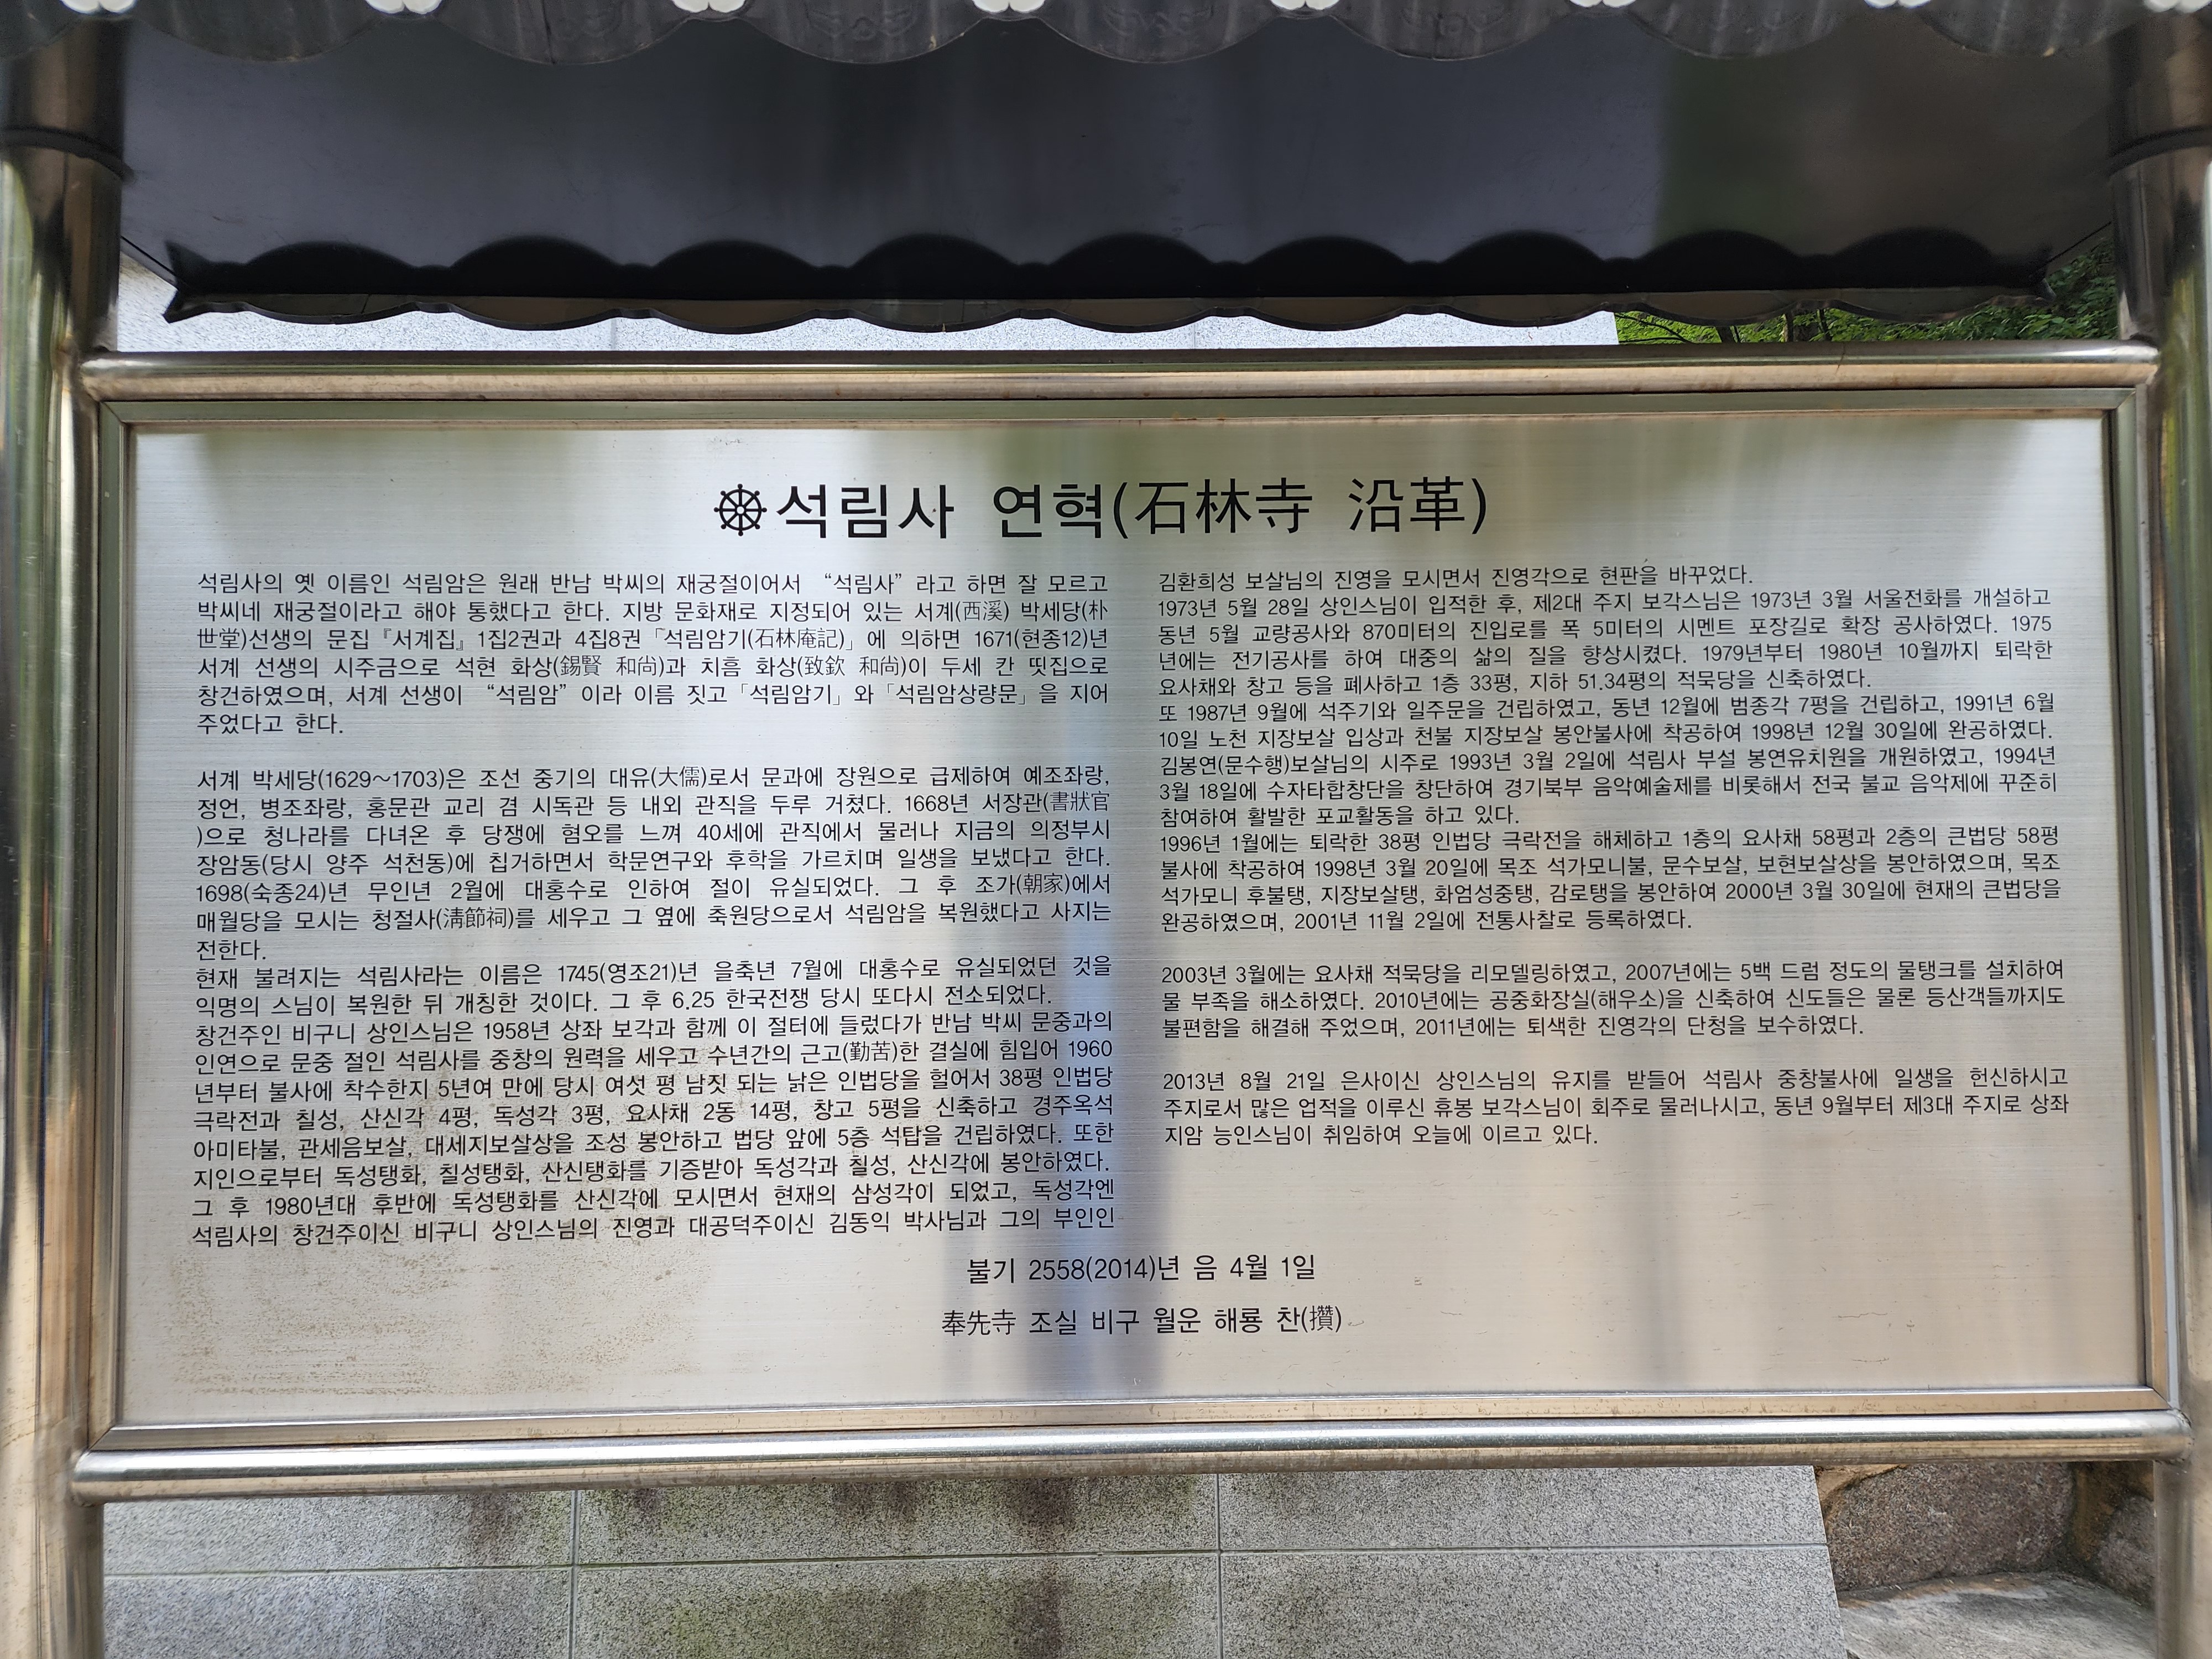 석림사 연혁(石林寺 沿革)
석림사의 옛 이름인 석림암은 원래 반남 박씨의 재궁절이어서 “석림사” 라고 하면 잘 모르고
박씨네 재궁절이라고 해야 통했다고 한다. 지방 문화재로 지정되어 있는 서계(西溪) 박세당(朴
世堂)선생의 문집 『서계집』 1집2권과 4집8권 「석림암기(石林庵記)」에 의하면 1671(현종12)년
서계 선생의 시주금으로 석현 화상(錫賢 和尙)과 치흠 화상(致欽 和尙)이 두세 칸 띳집으로
창건하였으며, 서계 선생이 “석림암” 이라 이름 짓고 「석림암기」와 「석림암상량문」을 지어
주었다고 한다.
서계 박세당(1629～1703)은 조선 중기의 대유(大儒)로서 문과에 장원으로 급제하여 예조좌랑,
정언, 병조좌랑, 홍문관 교리 겸 시독관 등 내외 관직을 두루 거쳤다. 1668년 서장관(書狀官
)으로 청나라를 다녀온 후 당쟁에 혐오를 느껴 40세에 관직에서 물러나 지금의 의정부시
장암동(당시 양주 석천동)에 칩거하면서 학문연구와 후학을 가르치며 일생을 보냈다고 한다.
1698(숙종24)년 무인년 2월에 대홍수로 인하여 절이 유실되었다. 그 후 조가(朝家)에서
매월당을 모시는 청절사(淸節祠)를 세우고 그 옆에 축원당으로서 석림암을 복원했다고 사지는
전한다.
현재 불려지는 석림사라는 이름은 1745(영조21)년 을축년 7월에 대홍수로 유실되었던 것을
익명의 스님이 복원한 뒤 개칭한 것이다. 그 후 6.25 한국전쟁 당시 또다시 전소되었다.
창건주인 비구니 상인스님은 1958년 상좌 보각과 함께 이 절터에 들렀다가 반남 박씨 문중과의
인연으로 문중 절인 석림사를 중창의 원력을 세우고 수년간의 근고(勤苦)한 결실에 힘입어 1960
년부터 불사에 착수한지 5년여 만에 당시 여섯 평 남짓 되는 낡은 인법당을 헐어서 38평 인법당
극락전과 칠성, 산신각 4평, 독성각 3평, 요사채 2동 14평, 창고 5평을 신축하고 경주옥석
아미타불, 관세음보살, 대세지보살상을 조성 봉안하고 법당 앞에 5층 석탑을 건립하였다. 또한
지인으로부터 독성탱화, 칠성탱화, 산신탱화를 기증받아 독성각과 칠성, 산신각에 봉안하였다.
그 후 1980년대 후반에 독성탱화를 산신각에 모시면서 현재의 삼성각이 되었고, 독성각엔
석림사의 창건주이신 비구니 상인스님의 진영과 대공덕주이신 김동익 박사님과 그의 부인인
김환희성 보살님의 진영을 모시면서 진영각으로 현판을 바꾸었다.
1973년 5월 28일 상인스님이 입적한 후, 제2대 주지 보각스님은 1973년 3월 서울전화를 개설하고
동년 5월 교량공사와 870미터의 진입로를 폭 5미터의 시멘트 포장길로 확장 공사하였다. 1975
년에는 전기공사를 하여 대중의 삶의 질을 향상시켰다. 1979년부터 1980년 10월까지 퇴락한
요사채와 창고 등을 폐사하고 1층 33평, 지하 51.34평의 적묵당을 신축하였다.
또 1987년 9월에 석주기와 일주문을 건립하였고, 동년 12월에 범종각 7평을 건립하고, 1991년 6월
10일 노천 지장보살 입상과 천불 지장보살 봉안불사에 착공하여 1998년 12월 30일에 완공하였다.
김봉연(문수행)보살님의 시주로 1993년 3월 2일에 석림사 부설 봉연유치원을 개원하였고, 1994년
3월 18일에 수자타합창단을 창단하여 경기북부 음악예술제를 비롯해서 전국 불교 음악제에 꾸준히
참여하여 활발한 포교활동을 하고 있다.
1996년 1월에는 퇴락한 38평 인법당 극락전을 해체하고 1층의 요사채 58평과 2층의 큰법당 58평
불사에 착공하여 1998년 3월 20일에 목조 석가모니불, 문수보살, 보현보살상을 봉안하였으며, 목조
석가모니 후불탱, 지장보살탱, 화엄성중탱, 감로탱을 봉안하여 2000년 3월 30일에 현재의 큰법당을
완공하였으며, 2001년 11월 2일에 전통사찰로 등록하였다.
2003년 3월에는 요사채 적묵당을 리모델링하였고, 2007년에는 5백 드럼 정도의 물탱크를 설치하여
물 부족을 해소하였다. 2010년에는 공중화장실(해우소)을 신축하여 신도들은 물론 등산객들까지도
불편함을 해결해 주었으며, 2011년에는 퇴색한 진영각의 단청을 보수하였다.
2013년 8월 21일 은사이신 상인스님의 유지를 받들어 석림사 중창불사에 일생을 헌신하시고
주지로서 많은 업적을 이루신 휴봉 보각스님이 회주로 물러나시고, 동년 9월부터 제3대 주지로 상좌
지암 능인스님이 취임하여 오늘에 이르고 있다.
불기 2558(2014)년 음 4월 1일
奉先寺 조실 비구 월운 해룡 찬(攢)